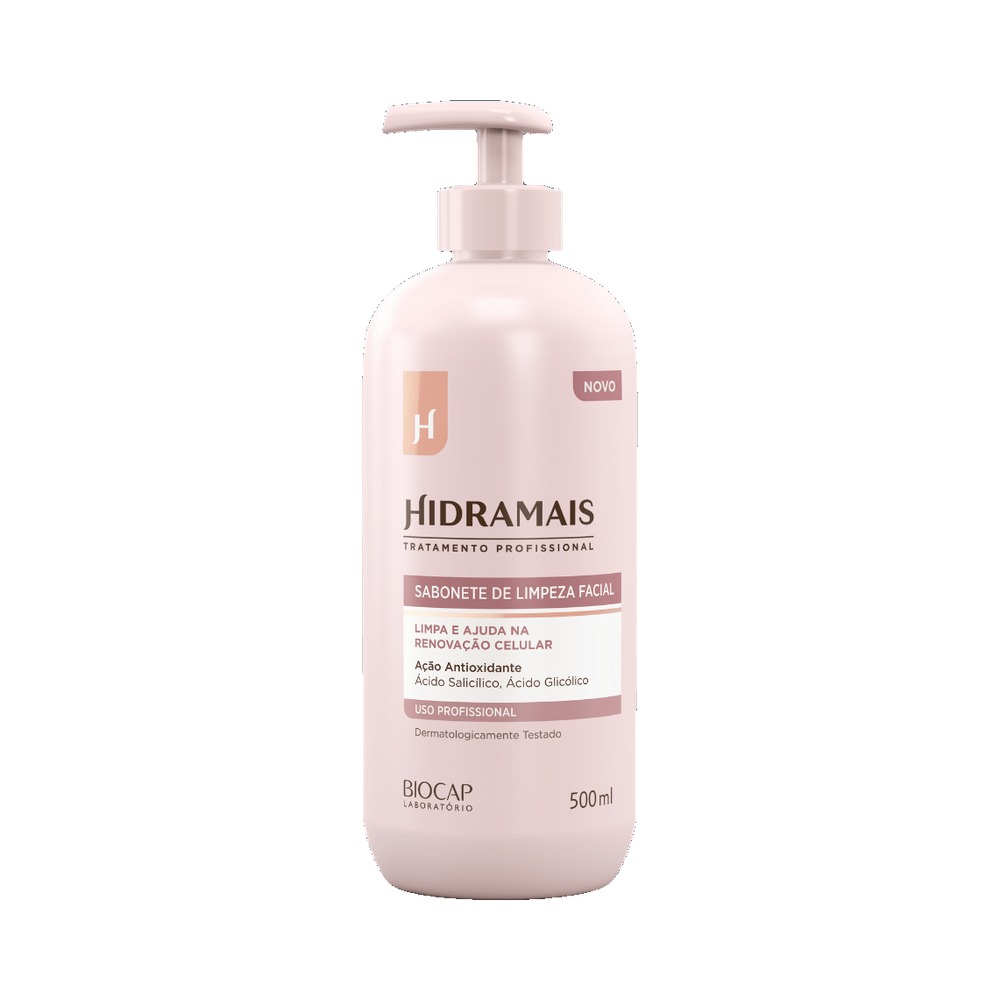 H
NOVO
HIDRAMAIS
TRATAMENTO PROFISSIONAL
SABONETE DE LIMPEZA FACIAL
LIMPA E AJUDA NA
RENOVAÇÃO CELULAR
Ação Antioxidante
Ácido Salicílico, Ácido Glicólico
USO PROFISSIONAL
Dermatologicamente Testado
BIOCAP
LABORATÓRIO
500ml